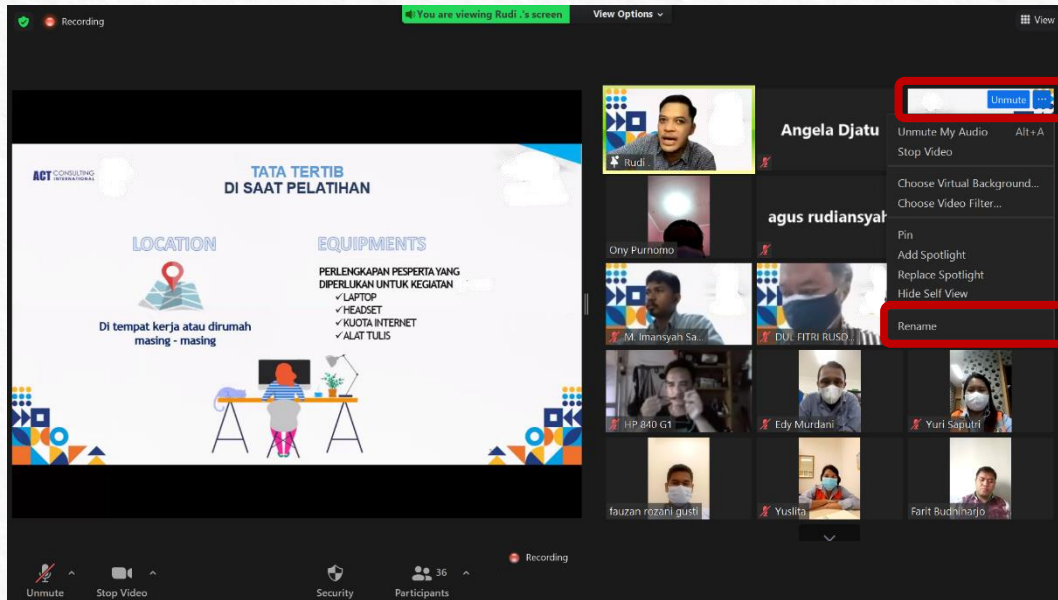 Recording
You are viewing Rudi .'s screen
View Options
View
ACT CONSULTING
INTERNATIONAL
TATA TERTIB
DI SAAT PELATIHAN
LOCATION
Di tempat kerja atau dirumah
masing - masing
EQUIPMENTS
PERLENGKAPAN PESPERTA YANG
DIPERLUKAN UNTUK KEGIATAN
✓LAPTOP
✓HEADSET
✓KUOTA INTERNET
✓ALAT TULIS
Rudi .
Angela Djatu
Unmute ...
Unmute My Audio Alt+A
Stop Video
Choose Virtual Background...
Choose Video Filter...
Pin
Add Spotlight
Replace Spotlight
Hide Self View
Rename
Ony Purnomo
agus rudiansyah
M. Imansyah Sa...
DUL FITRI RUSD...
HP 840 G1
Edy Murdani
Yuri Saputri
fauzan rozani gusti
Yuslita
Farit Budhiharjo
Recording
Unmute
Stop Video
Security
Participants
36